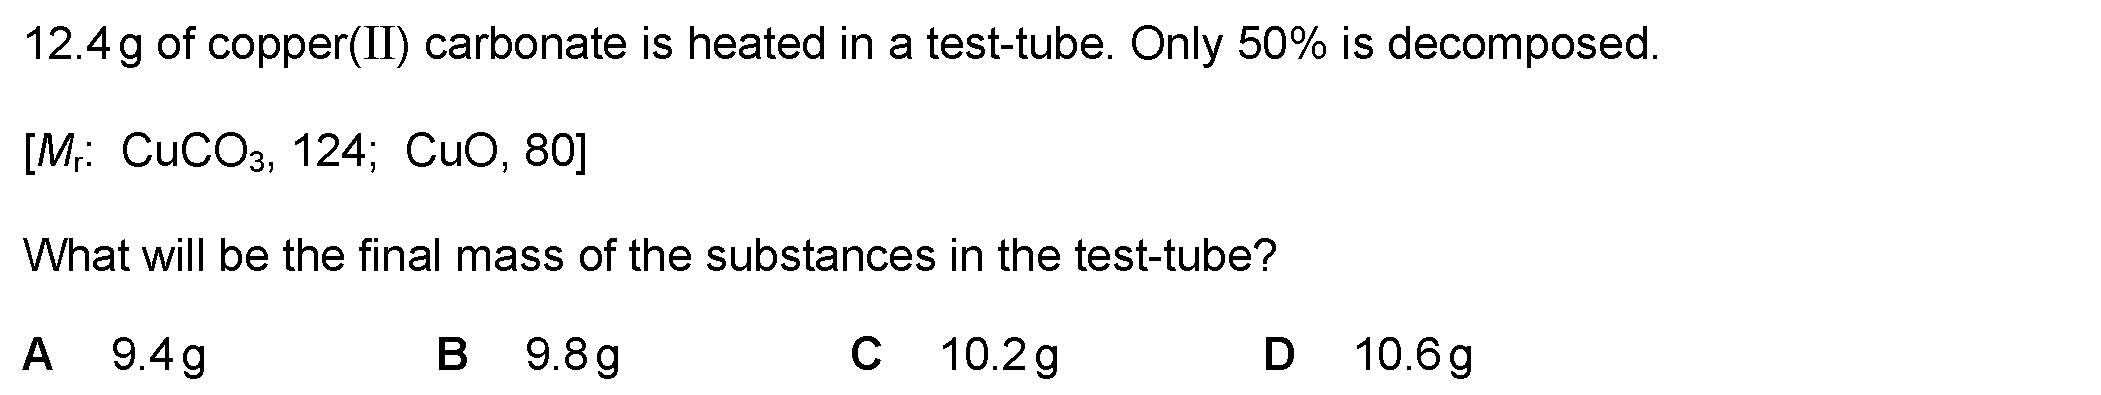 12.4 g of copper(II) carbonate is heated in a test-tube. Only 50% is decomposed.
[Mr: CuCO3, 124; CuO, 80]
What will be the final mass of the substances in the test-tube?
A 9.4 g B 9.8 g C 10.2 g D 10.6 g